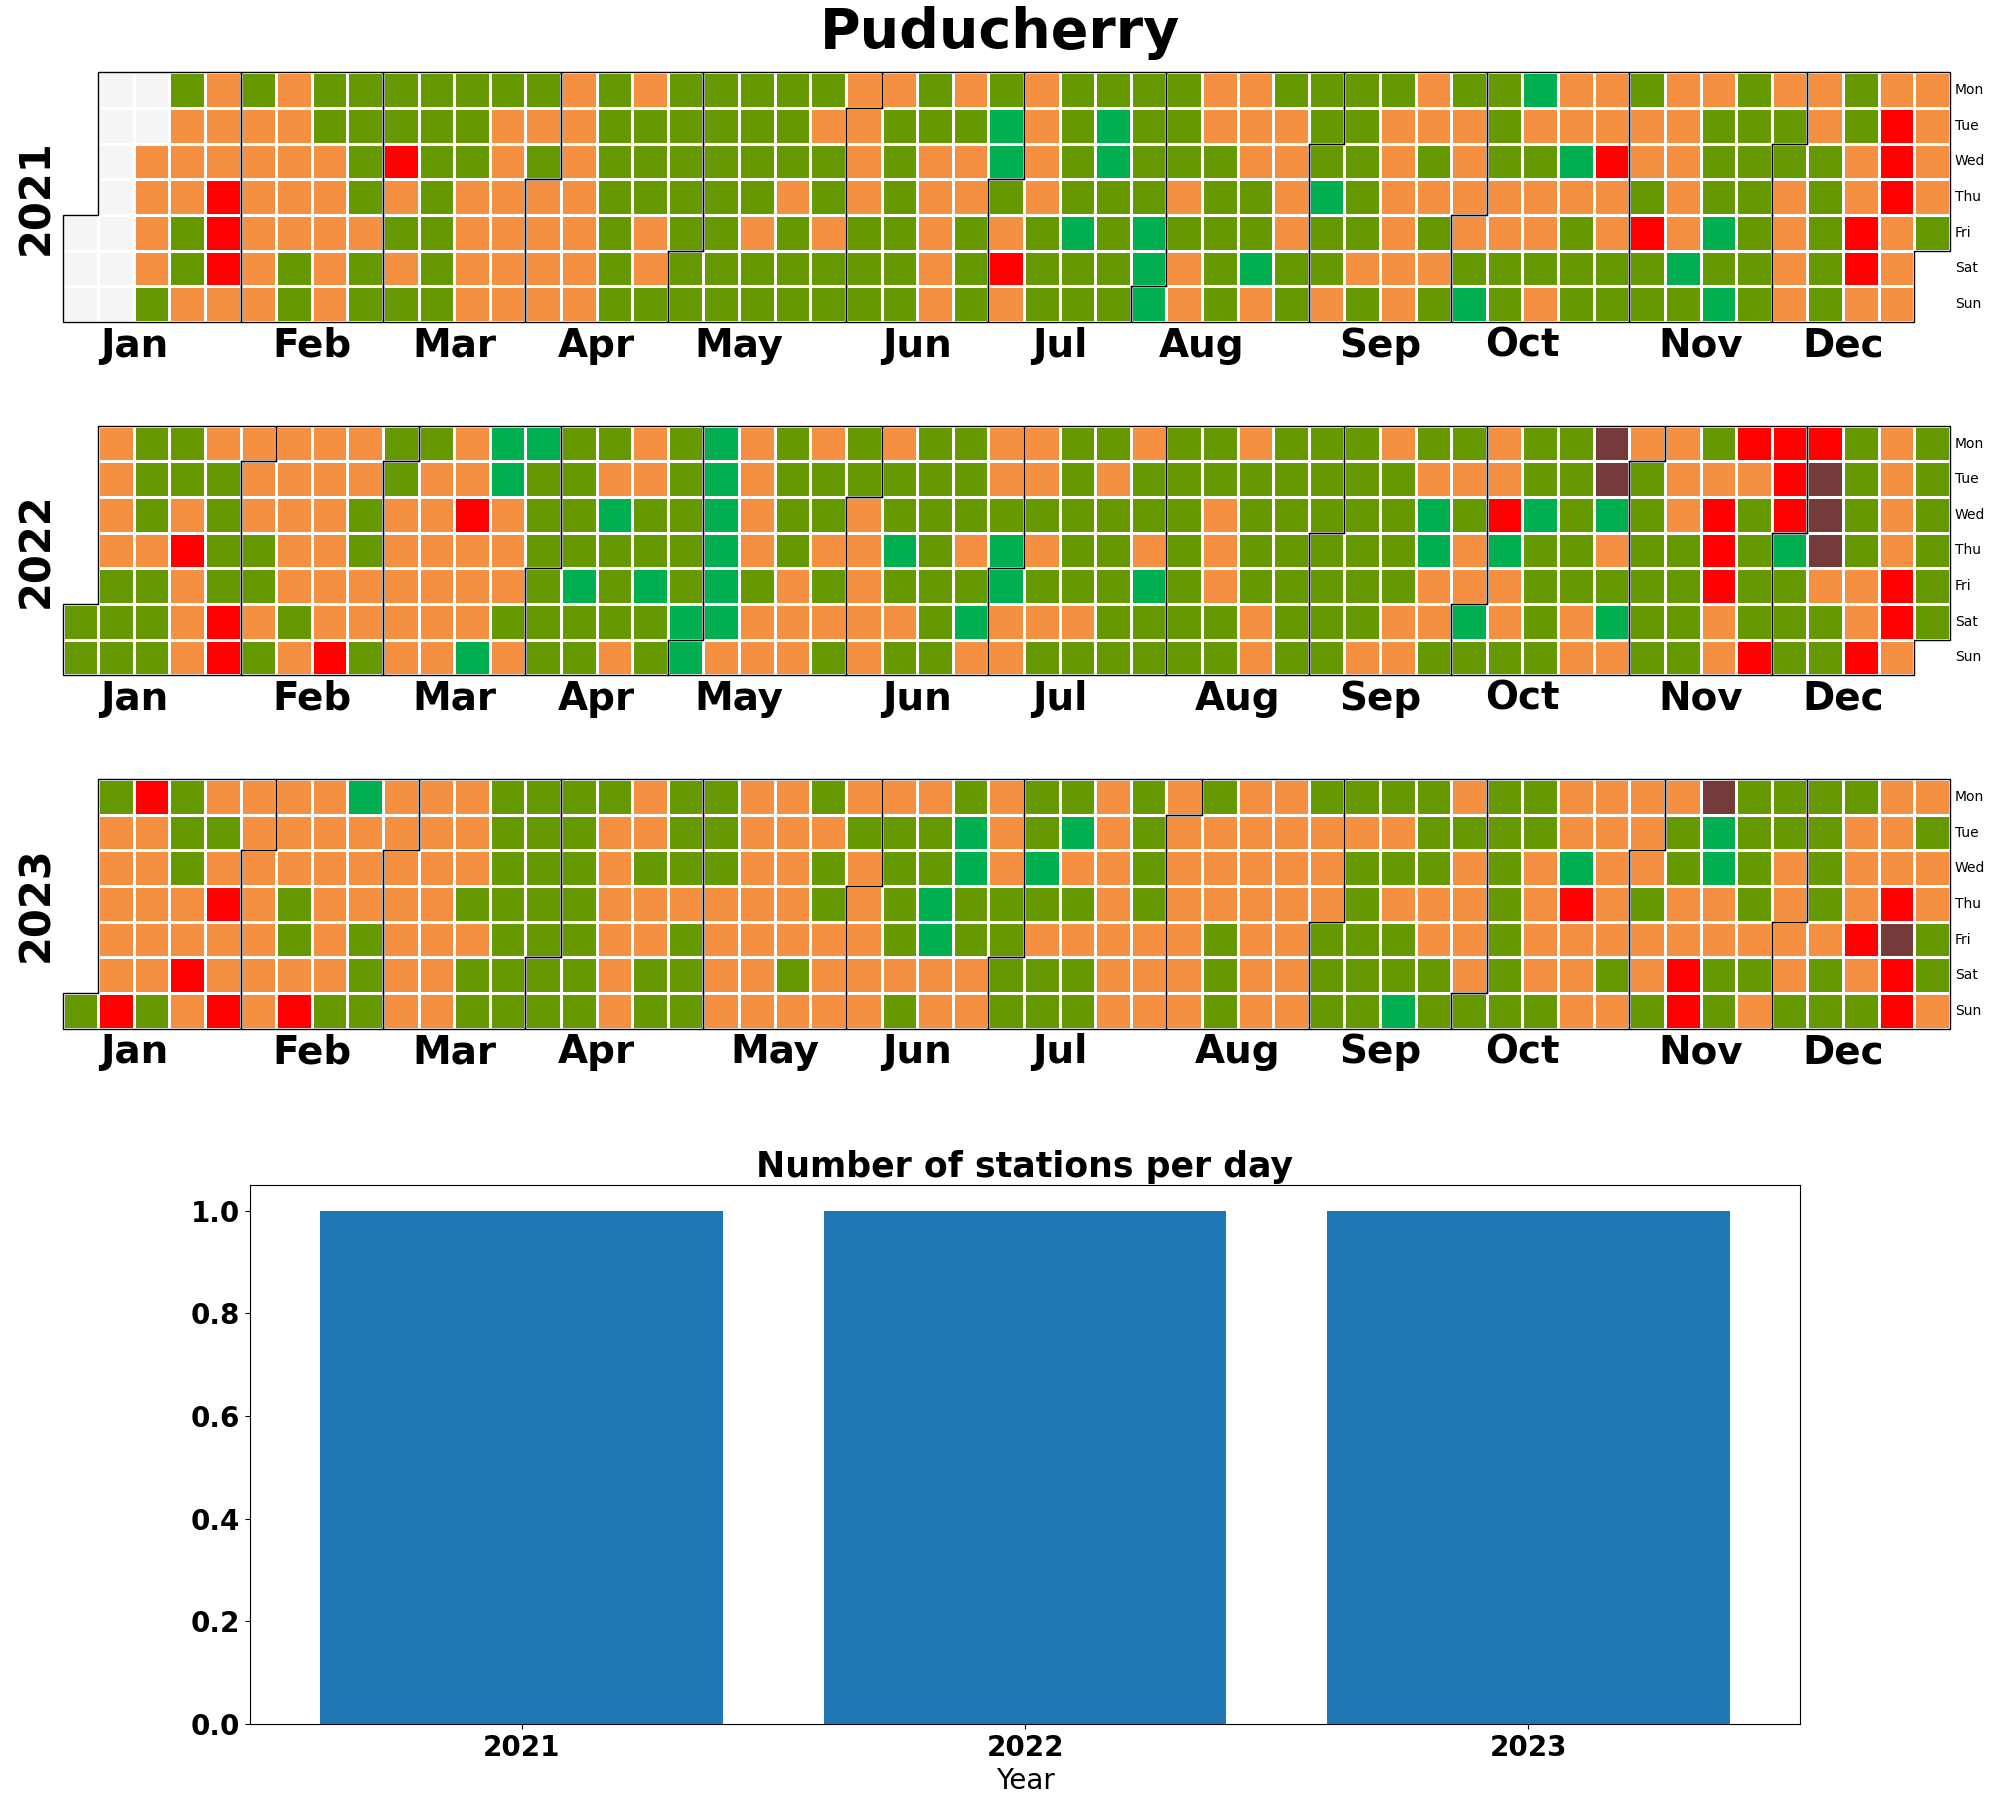 Puducherry
2021
Mon
Tue
Wed
Thu
Fri
Sat
Sun
Jan Feb Mar Apr May Jun Jul Aug Sep Oct Nov Dec
2022
Mon
Tue
Wed
Thu
Fri
Sat
Sun
Jan Feb Mar Apr May Jun Jul Aug Sep Oct Nov Dec
2023
Mon
Tue
Wed
Thu
Fri
Sat
Sun
Jan Feb Mar Apr May Jun Jul Aug Sep Oct Nov Dec
Number of stations per day
1.0
0.8
0.6
0.4
0.2
0.0
2021 2022 2023
Year